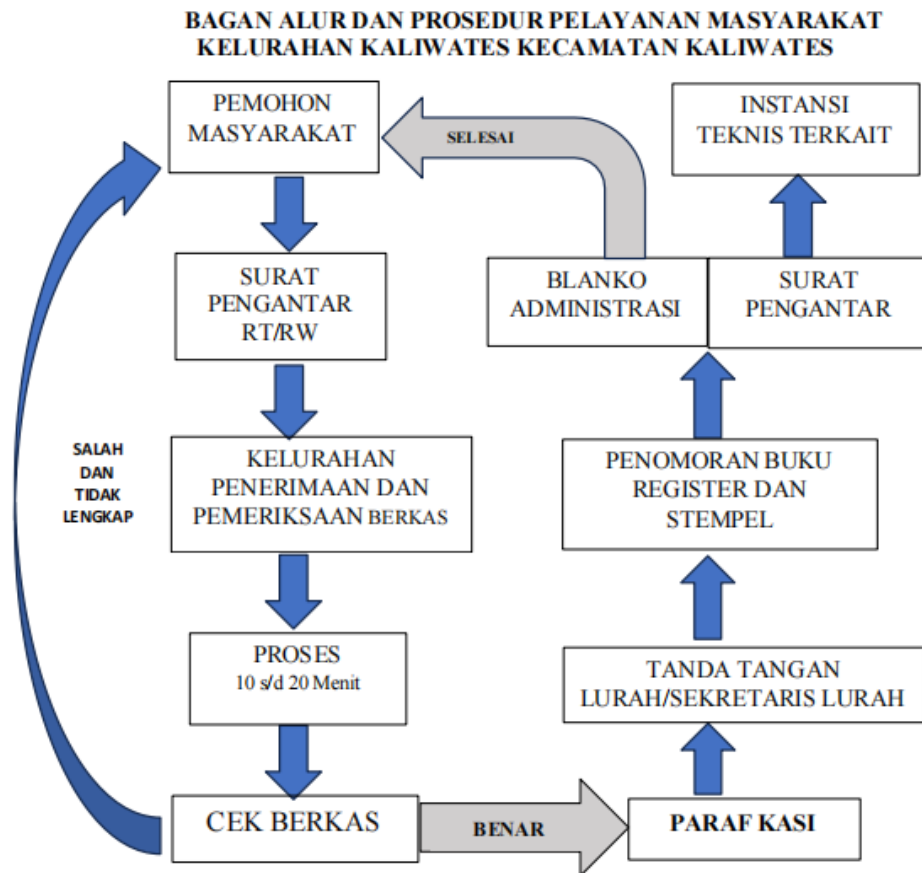 BAGAN ALUR DAN PROSEDUR PELAYANAN MASYARAKAT
KELURAHAN KALIWATES KECAMATAN KALIWATES
PEMOHON
MASYARAKAT
SURAT
PENGANTAR
RT/RW
KELURAHAN
PENERIMAAN DAN
PEMERIKSAAN BERKAS
PROSES
10 s/d 20 Menit
CEK BERKAS
SALAH
DAN
TIDAK
LENGKAP
BENAR
PARAF KASI
TANDA TANGAN
LURAH/SEKRETARIS LURAH
PENOMORAN BUKU
REGISTER DAN
STEMPEL
BLANKO
ADMINISTRASI
SURAT
PENGANTAR
SELESAI
INSTANSI
TEKNIS TERKAIT